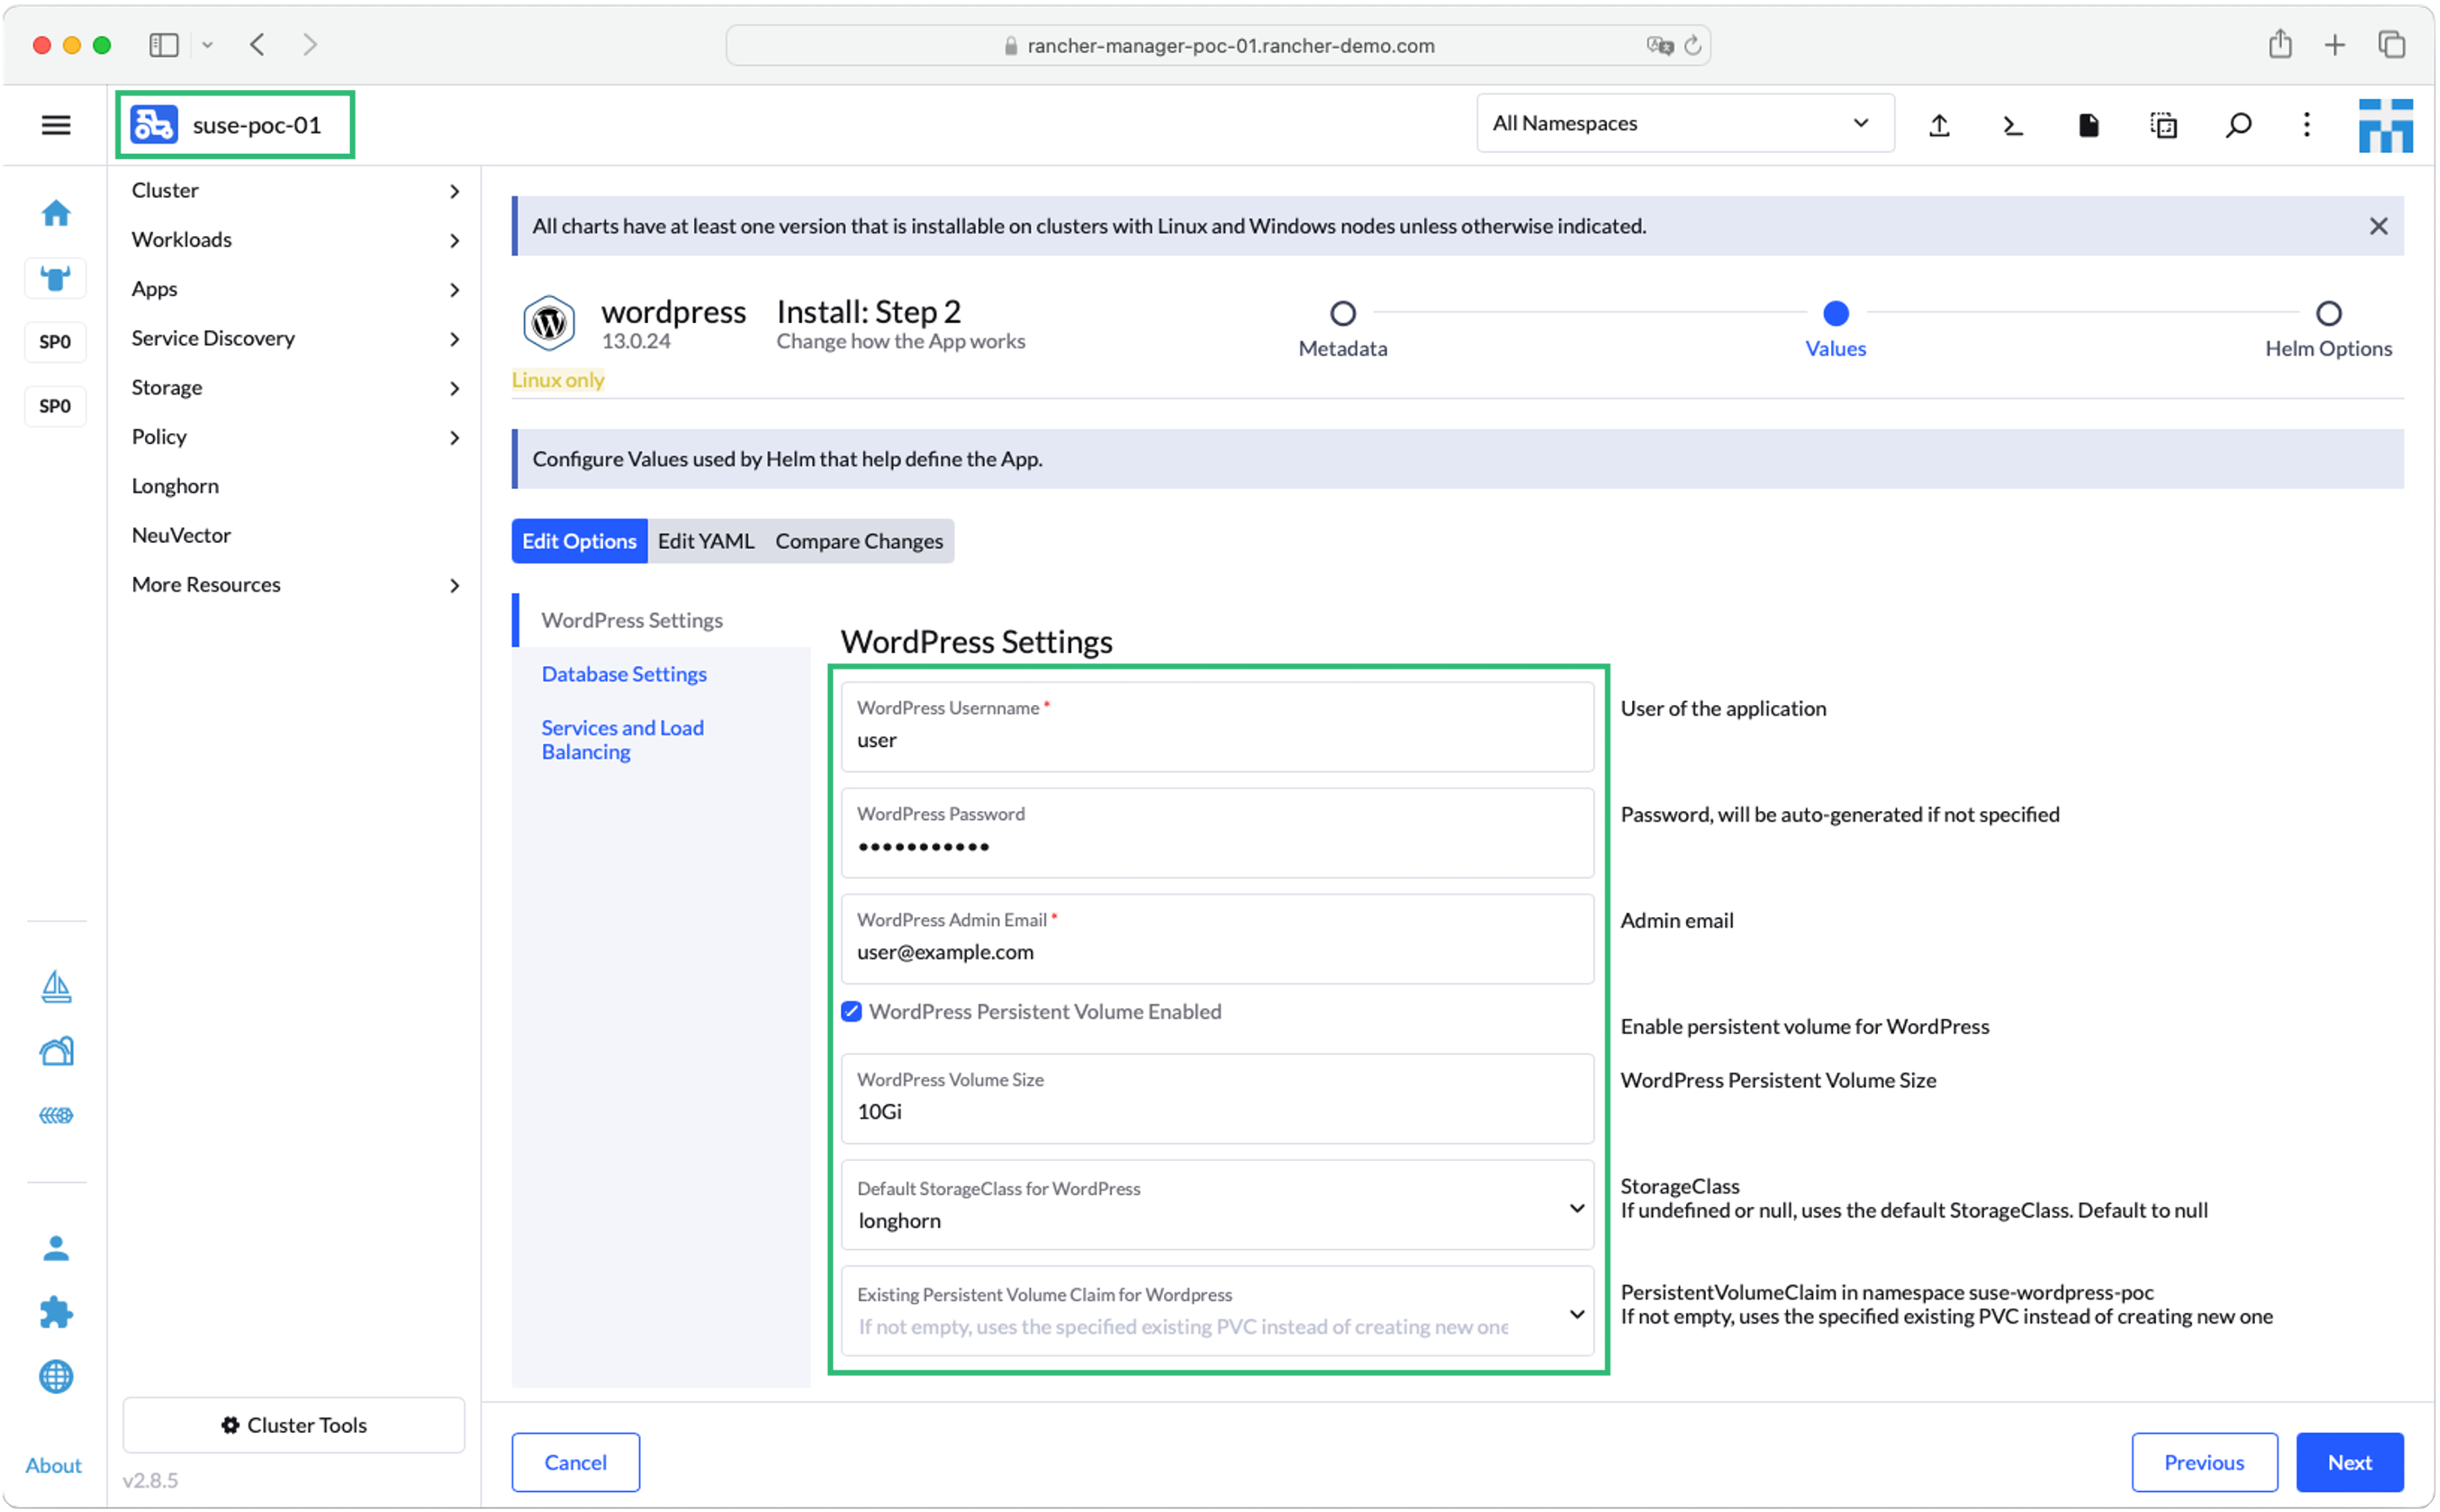 rancher-manager-poc-01.rancher-demo.com
suse-poc-01
All Namespaces
SP0
SP0
About
Cluster
Workloads
Apps
Service Discovery
Storage
Policy
Longhorn
NeuVector
More Resources
Cluster Tools
v2.8.5
All charts have at least one version that is installable on clusters with Linux and Windows nodes unless otherwise indicated.
wordpress
13.0.24
Linux only
Install: Step 2
Change how the App works
Metadata
Values
Helm Options
Configure Values used by Helm that help define the App.
Edit Options
Edit YAML
Compare Changes
WordPress Settings
Database Settings
Services and Load
Balancing
WordPress Settings
WordPress Usernname *
user
User of the application
WordPress Password
•••••••••••
Password, will be auto-generated if not specified
WordPress Admin Email *
user@example.com
Admin email
WordPress Persistent Volume Enabled
Enable persistent volume for WordPress
WordPress Volume Size
10Gi
WordPress Persistent Volume Size
Default StorageClass for WordPress
longhorn
StorageClass
If undefined or null, uses the default StorageClass. Default to null
Existing Persistent Volume Claim for Wordpress
If not empty, uses the specified existing PVC instead of creating new one
PersistentVolumeClaim in namespace suse-wordpress-poc
If not empty, uses the specified existing PVC instead of creating new one
Cancel
Previous
Next